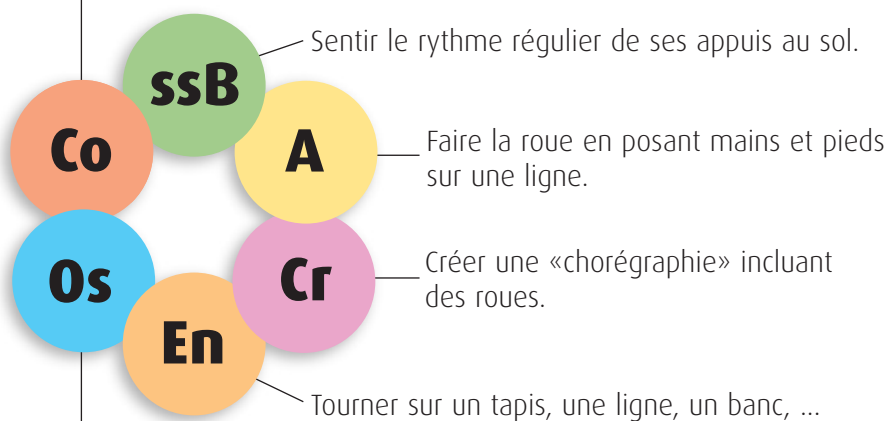 ssB
Sentir le rythme régulier de ses appuis au sol.
Co
A
Faire la roue en posant mains et pieds
sur une ligne.
Os
Cr
Créer une «chorégraphie» incluant
des roues.
En
Tourner sur un tapis, une ligne, un banc, ...